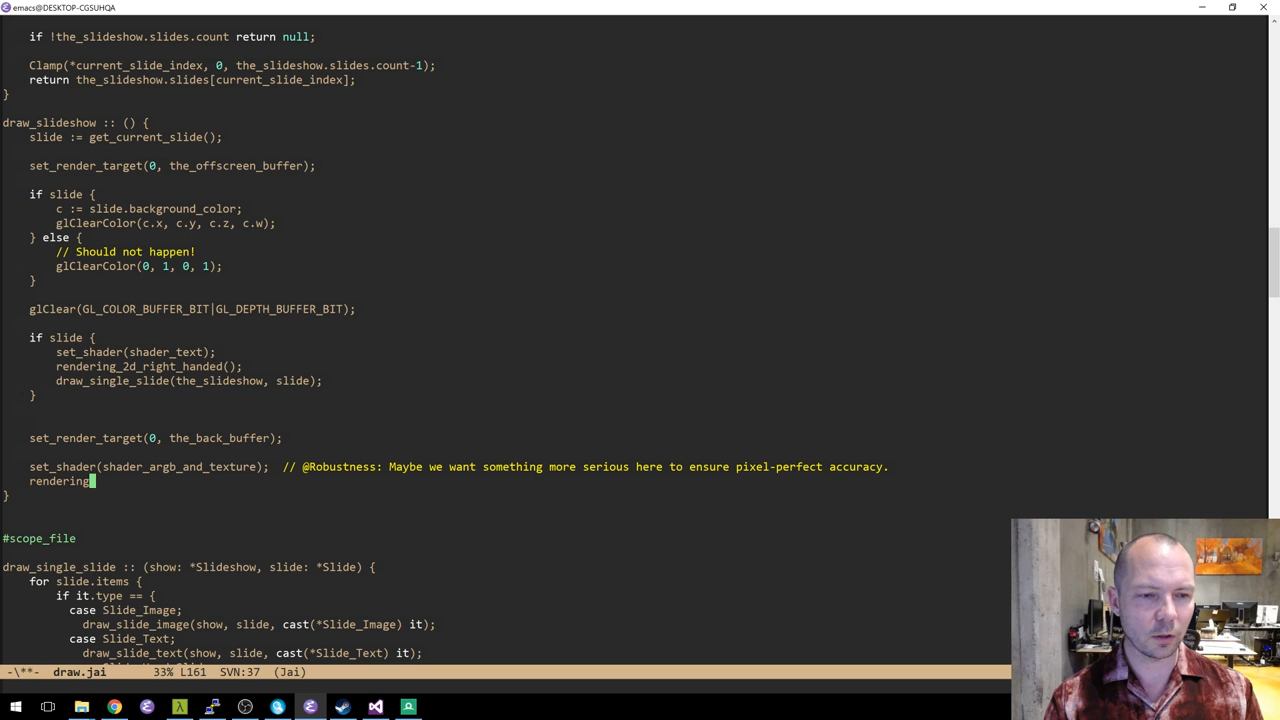 emacs@DESKTOP-CGSUHQA
if !the_slideshow.slides.count return null;
Clamp(*current_slide_index, 0, the_slideshow.slides.count-1);
return the_slideshow.slides[current_slide_index];
}
draw_slideshow :: () {
slide := get_current_slide();
set_render_target(0, the_offscreen_buffer);
if slide {
c := slide.background_color;
glClearColor(c.x, c.y, c.z, c.w);
} else {
// Should not happen!
glClearColor(0, 1, 0, 1);
}
glClear(GL_COLOR_BUFFER_BIT|GL_DEPTH_BUFFER_BIT);
if slide {
set_shader(shader_text);
rendering_2d_right_handed();
draw_single_slide(the_slideshow, slide);
}
set_render_target(0, the_back_buffer);
set_shader(shader_argb_and_texture);  // @Robustness: Maybe we want something more serious here to ensure pixel-perfect accuracy.
rendering
}
#scope_file
draw_single_slide :: (show: *Slideshow, slide: *Slide) {
for slide.items {
if it.type == {
case Slide_Image;
draw_slide_image(show, slide, cast(*Slide_Image) it);
case Slide_Text;
draw_slide_text(show, slide, cast(*Slide_Text) it);
-\**-  draw.jai  33% L161  SVN:37  (Jai)